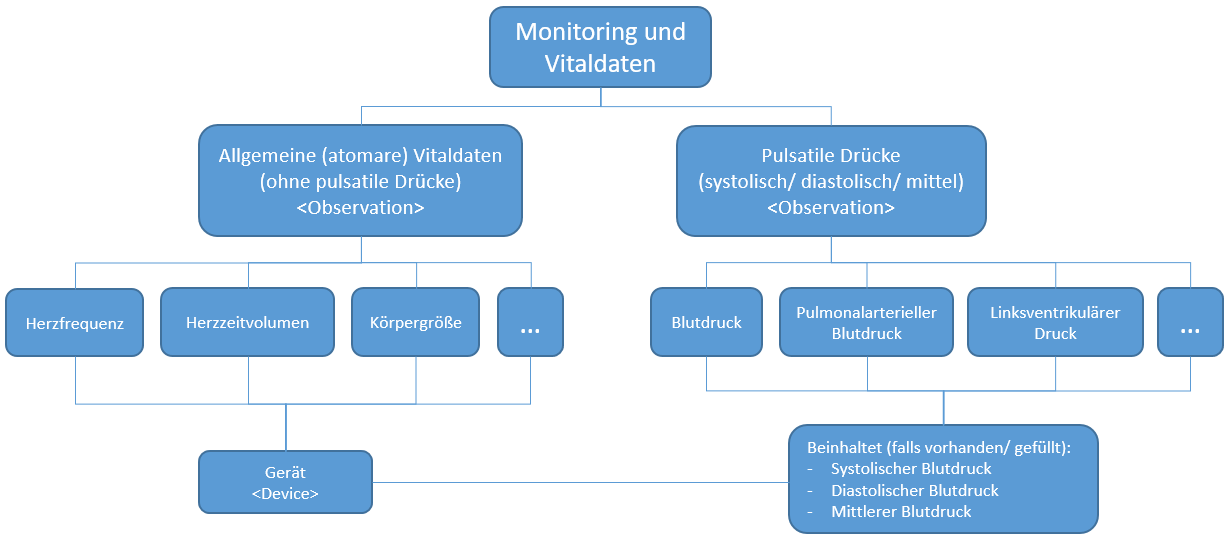 Monitoring und
Vitaldaten
Allgemeine (atomare) Vitaldaten
(ohne pulsatile Drücke)
<Observation>
Pulsatile Drücke
(systolisch/ diastolisch/ mittel)
<Observation>
Herzfrequenz
Herzzeitvolumen
Körpergröße
...
Blutdruck
Pulmonalarterieller
Blutdruck
Linksventrikulärer
Druck
...
Gerät
<Device>
Beinhaltet (falls vorhanden/ gefüllt):
- Systolischer Blutdruck
- Diastolischer Blutdruck
- Mittlerer Blutdruck